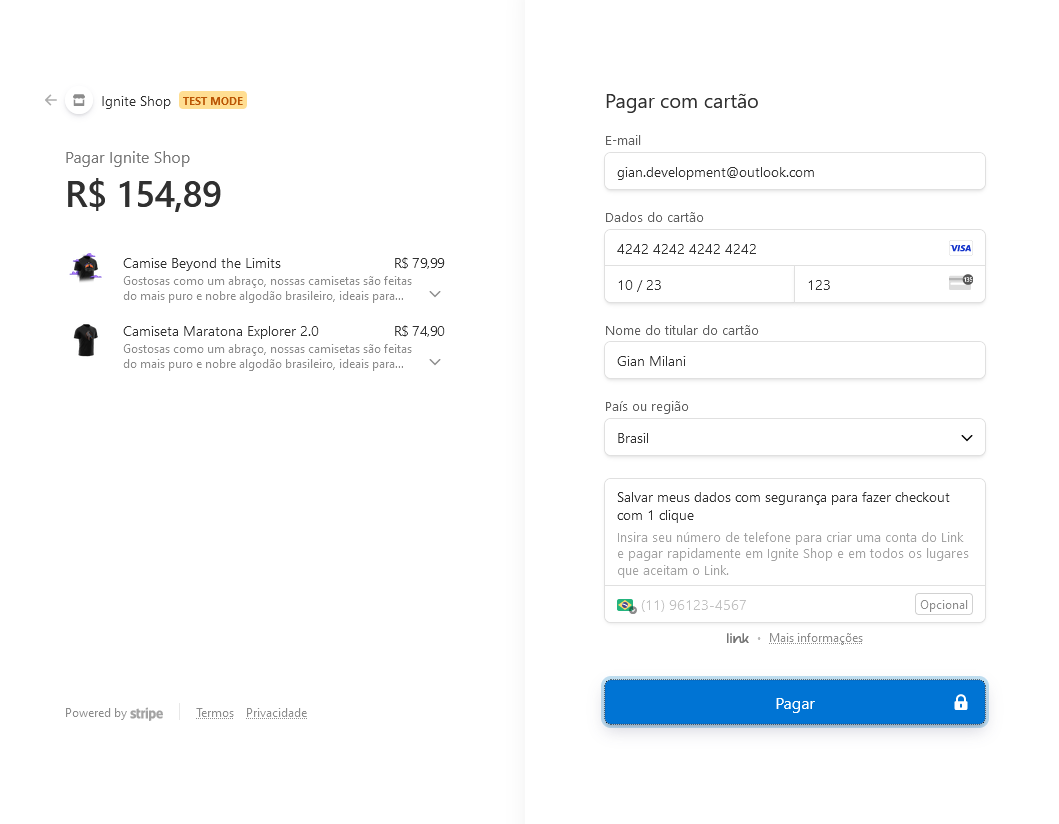 Ignite Shop TEST MODE
Pagar Ignite Shop
R$ 154,89
Camise Beyond the Limits R$ 79,99
Gostosas como um abraço, nossas camisetas são feitas
do mais puro e nobre algodão brasileiro, ideais para...
Camiseta Maratona Explorer 2.0 R$ 74,90
Gostosas como um abraço, nossas camisetas são feitas
do mais puro e nobre algodão brasileiro, ideais para...
Powered by stripe Termos Privacidade
Pagar com cartão
E-mail
gian.development@outlook.com
Dados do cartão
4242 4242 4242 4242 VISA
10 / 23 123 135
Nome do titular do cartão
Gian Milani
País ou região
Brasil
Salvar meus dados com segurança para fazer checkout
com 1 clique
Insira seu número de telefone para criar uma conta do Link
e pagar rapidamente em Ignite Shop e em todos os lugares
que aceitam o Link.
(11) 96123-4567 Opcional
link • Mais informações
Pagar